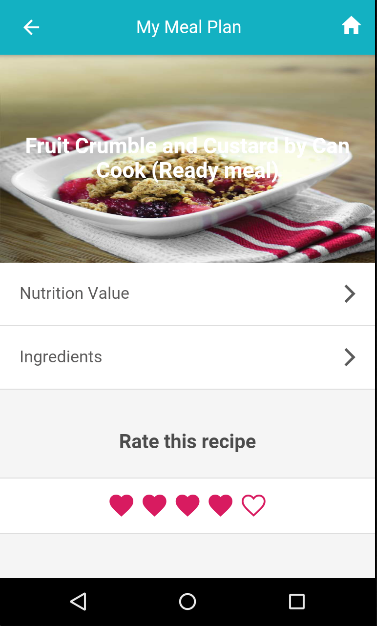 My Meal Plan
Fruit Crumble and Custard by Can
Cook (Ready meal)
Nutrition Value
Ingredients
Rate this recipe